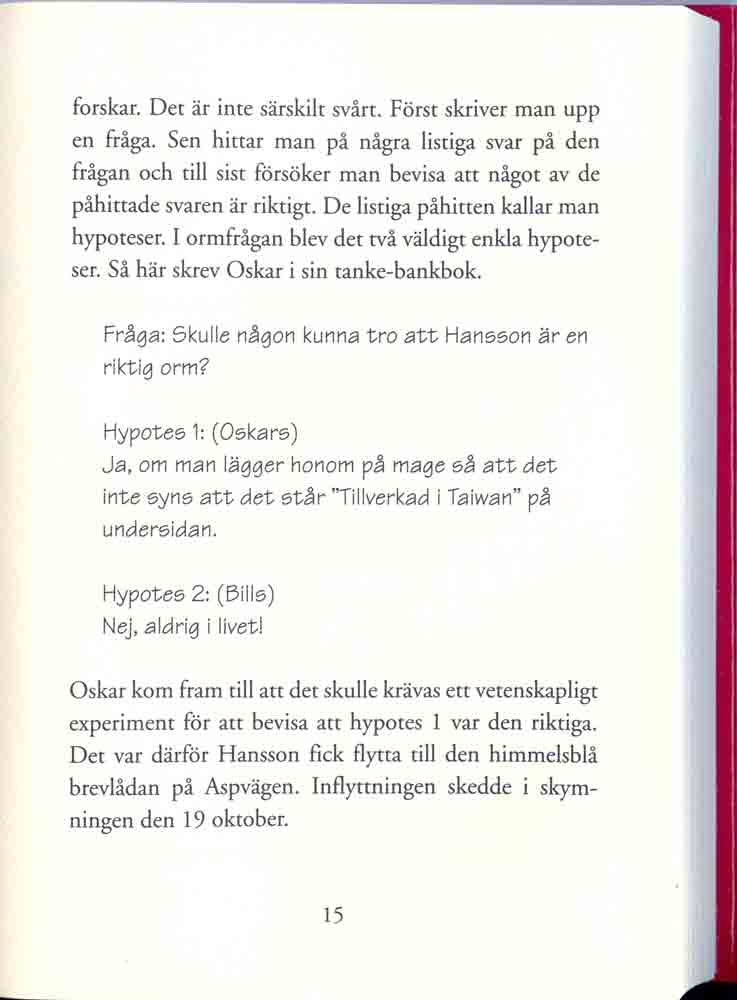 forskar. Det är inte särskilt svårt. Först skriver man upp
en fråga. Sen hittar man på några listiga svar på den
frågan och till sist försöker man bevisa att något av de
påhittade svaren är riktigt. De listiga påhitten kallar man
hypoteser. I ormfrågan blev det två väldigt enkla hypote-
ser. Så här skrev Oskar i sin tanke-bankbok.
Fråga: Skulle någon kunna tro att Hansson är en
riktig orm?
Hypotes 1: (Oskars)
Ja, om man lägger honom på mage så att det
inte syns att det står ”Tillverkad i Taiwan” på
undersidan.
Hypotes 2: (Bills)
Nej, aldrig i livet!
Oskar kom fram till att det skulle krävas ett vetenskapligt
experiment för att bevisa att hypotes 1 var den riktiga.
Det var därför Hansson fick flytta till den himmelsblå
brevlådan på Aspvägen. Inflyttningen skedde i skym-
ningen den 19 oktober.
15